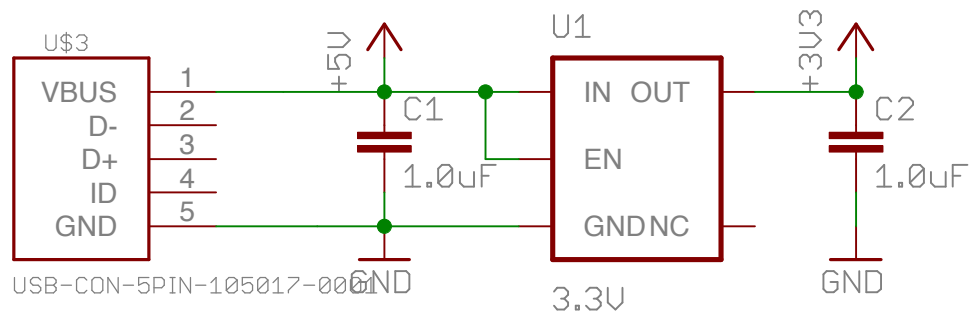 U$3
VBUS 1
D- 2
D+ 3
ID 4
GND 5
USB-CON-5PIN-105017-0001
+5V
C1
1.0uF
GND
U1
IN OUT
EN
GND NC
3.3V
+3V3
C2
1.0uF
GND